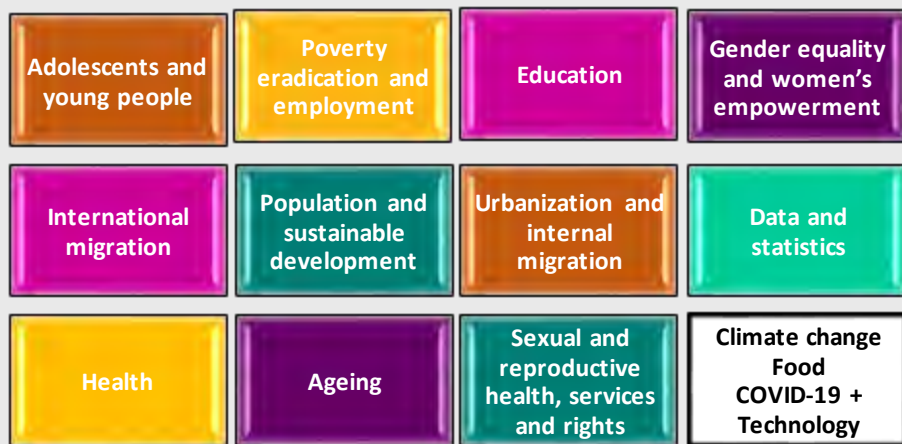 Adolescents and
young people
Poverty
eradication and
employment
Education
Gender equality
and women’s
empowerment
International
migration
Population and
sustainable
development
Urbanization and
internal
migration
Data and
statistics
Health
Ageing
Sexual and
reproductive
health, services
and rights
Climate change
Food
COVID-19 +
Technology